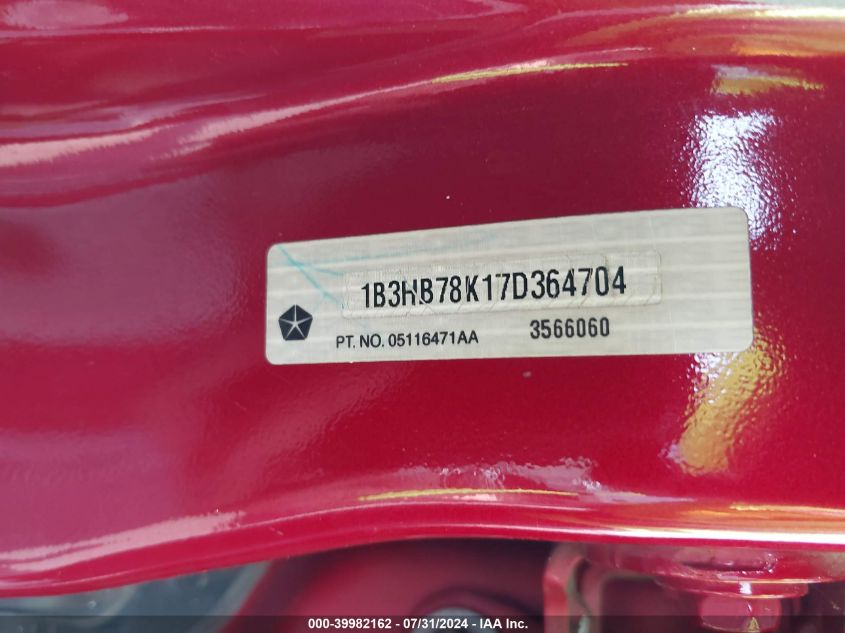 1B3HB78K17D364704
PT. NO. 05116471AA 3566060
000-39982162 - 07/31/2024 - IAA Inc.